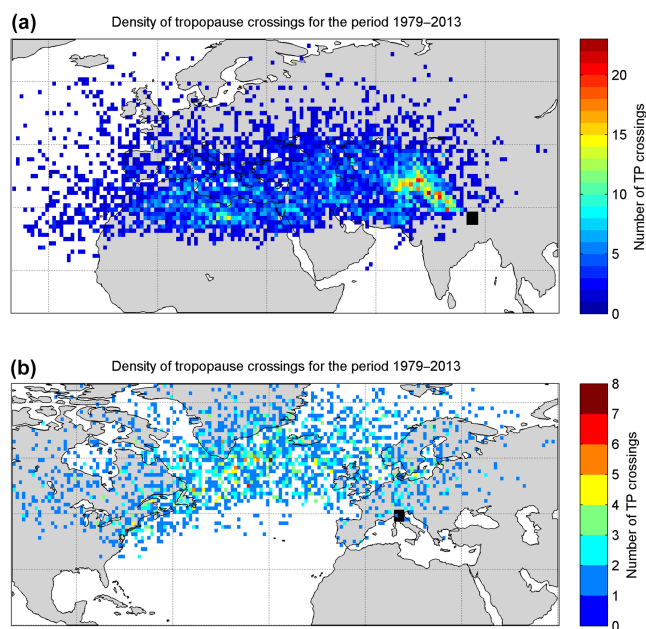 (a)
Density of tropopause crossings for the period 1979–2013
20
15
10
5
0
Number of TP crossings
(b)
Density of tropopause crossings for the period 1979–2013
8
7
6
5
4
3
2
1
0
Number of TP crossings